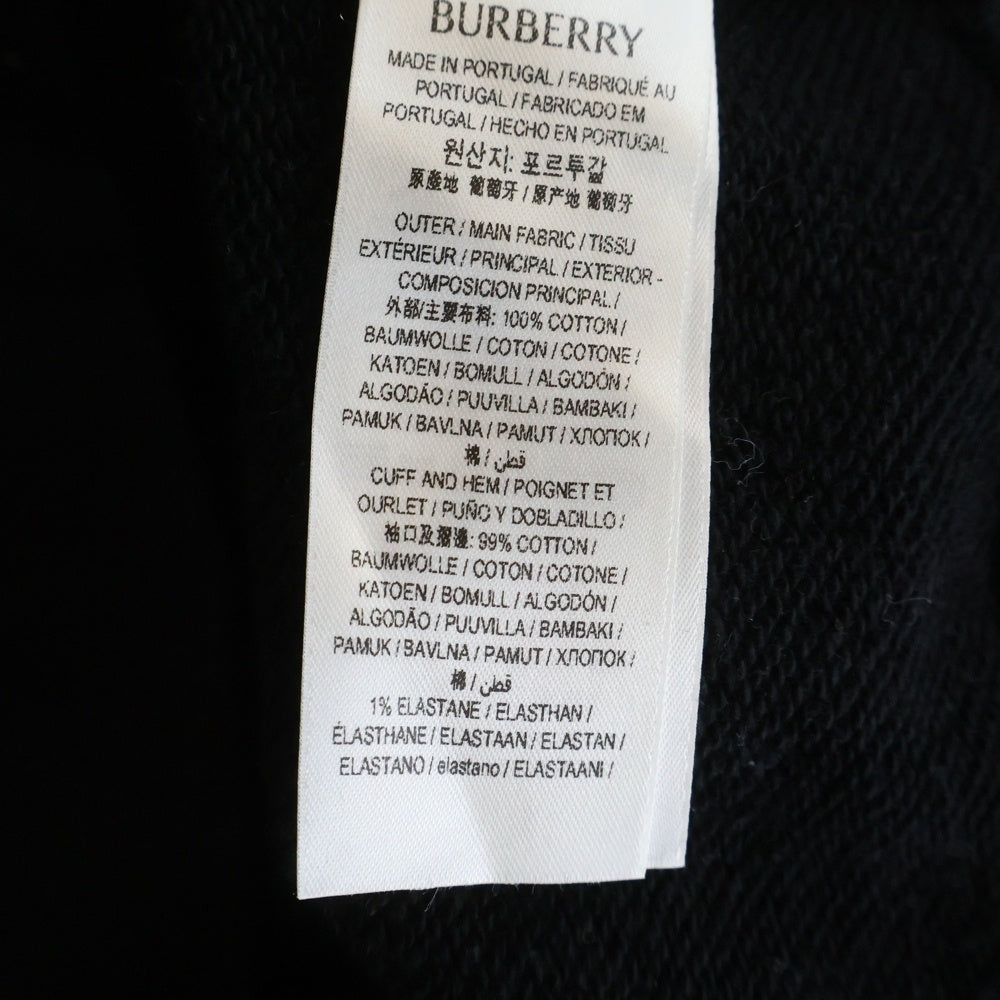 BURBERRY
MADE IN PORTUGAL / FABRIQUÉ AU
PORTUGAL / FABRICADO EM
PORTUGAL / HECHO EN PORTUGAL
원산지: 포르투갈
原產地 葡萄牙 / 原产地 葡萄牙
OUTER / MAIN FABRIC / TISSU
EXTÉRIEUR / PRINCIPAL / EXTERIOR -
COMPOSICION PRINCIPAL /
外部/主要布料: 100% COTTON /
BAUMWOLLE / COTON / COTONE /
KATOEN / BOMULL / ALGODÓN /
ALGODÃO / PUUVILLA / BAMBAKI /
PAMUK / BAVLNA / PAMUT / ХЛОПОК /
棉 / قطن
CUFF AND HEM / POIGNET ET
OURLET / PUÑO Y DOBLADILLO /
袖口及摺邊: 99% COTTON /
BAUMWOLLE / COTON / COTONE /
KATOEN / BOMULL / ALGODÓN /
ALGODÃO / PUUVILLA / BAMBAKI /
PAMUK / BAVLNA / PAMUT / ХЛОПОК /
棉 / قطن
1% ELASTANE / ELASTHAN /
ÉLASTHANE / ELASTAAN / ELASTAN /
ELASTANO / elastano / ELASTAANI /